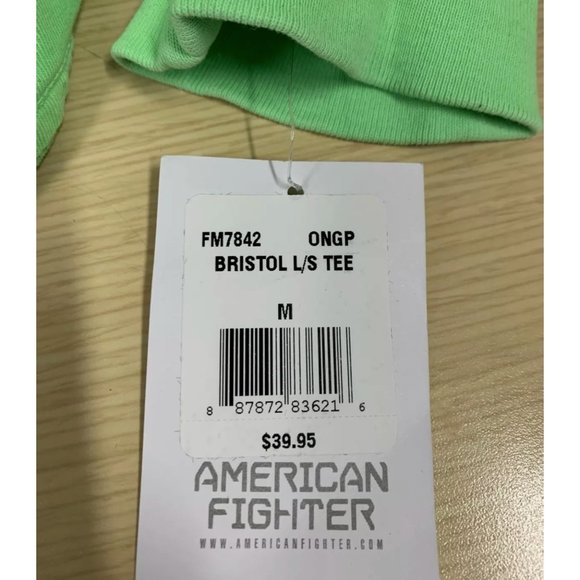 FM7842 ONGP
BRISTOL L/S TEE
M
8 87872 83621 6
$39.95
AMERICAN
FIGHTER
WWW.AMERICANFIGHTER.COM